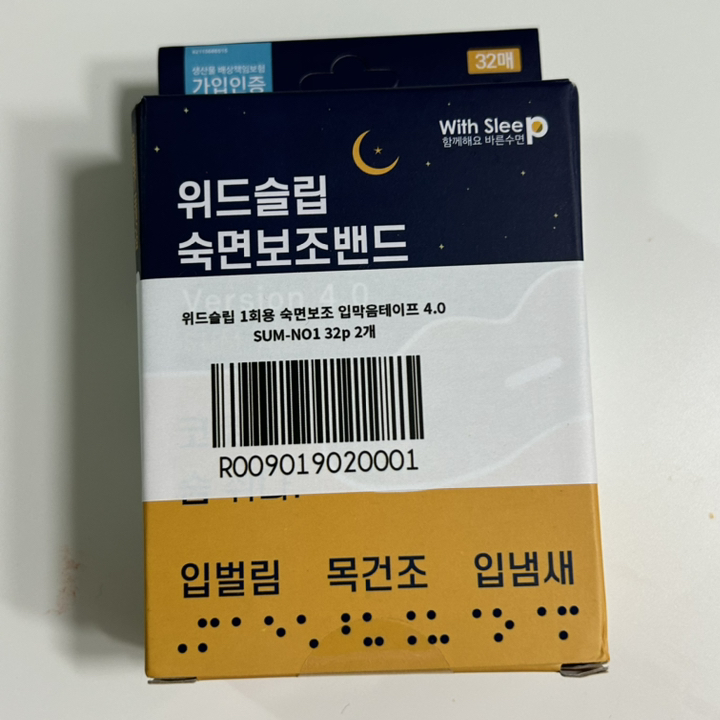 생산물 배상책임보험
가입인증
32매
With Sleep
함께해요 바른수면
위드슬립
숙면보조밴드
Version 4.0
위드슬립 1회용 숙면보조 입막음테이프 4.0
SUM-NO1 32p 2개
R009019020001
입벌림 목건조 입냄새